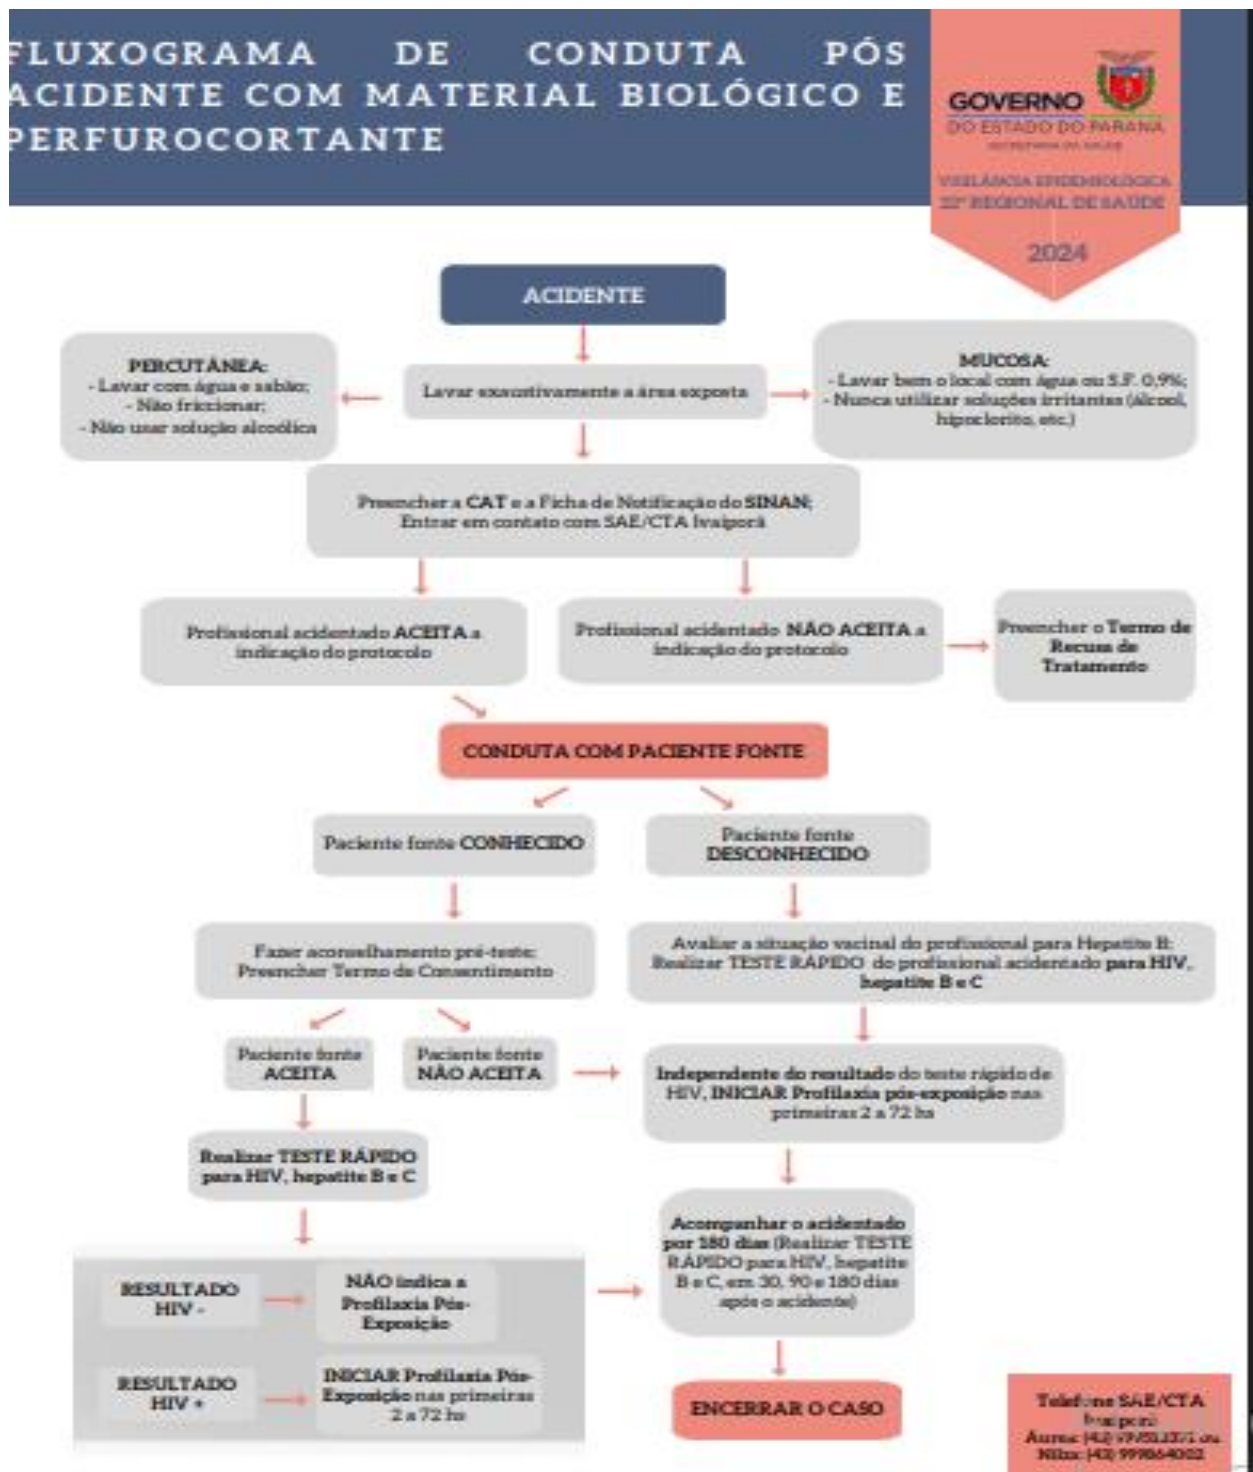 FLUXOGRAMA DE CONDUTA PÓS
ACIDENTE COM MATERIAL BIOLÓGICO E
PERFUROCORTANTE
GOVERNO
DO ESTADO DO PARANÁ
SECRETARIA DA SAÚDE
VIGILÂNCIA EPIDEMIOLÓGICA
22ª REGIONAL DE SAÚDE
2024
ACIDENTE
PERCUTÂNEA:
- Lavar com água e sabão;
- Não friccionar;
- Não usar solução alcoólica
Lavar exaustivamente a área exposta
MUCOSA:
- Lavar bem o local com água ou S.F. 0,9%;
- Nunca utilizar soluções irritantes (álcool,
hipoclorito, etc.)
Preencher a CAT e a Ficha de Notificação do SINAN;
Entrar em contato com SAE/CTA Ivaiporã
Profissional acidentado ACEITA a
indicação do protocolo
Profissional acidentado NÃO ACEITA a
indicação do protocolo
Preencher o Termo de
Recusa de
Tratamento
CONDUTA COM PACIENTE FONTE
Paciente fonte CONHECIDO
Paciente fonte
DESCONHECIDO
Fazer aconselhamento pré-teste;
Preencher Termo de Consentimento
Avaliar a situação vacinal do profissional para Hepatite B;
Realizar TESTE RÁPIDO do profissional acidentado para HIV,
hepatite B e C
Paciente fonte
ACEITA
Paciente fonte
NÃO ACEITA
Independente do resultado do teste rápido de
HIV, INICIAR Profilaxia pós-exposição nas
primeiras 2 a 72 hs
Realizar TESTE RÁPIDO
para HIV, hepatite B e C
Acompanhar o acidentado
por 180 dias (Realizar TESTE
RÁPIDO para HIV, hepatite
B e C, em 30, 90 e 180 dias
após o acidente)
RESULTADO
HIV -
NÃO indica a
Profilaxia Pós-
Exposição
RESULTADO
HIV +
INICIAR Profilaxia Pós-
Exposição nas primeiras
2 a 72 hs
ENCERRAR O CASO
Telefone SAE/CTA
Ivaiporã
Aurea: (43) ou
Nilza: (43) 999864002